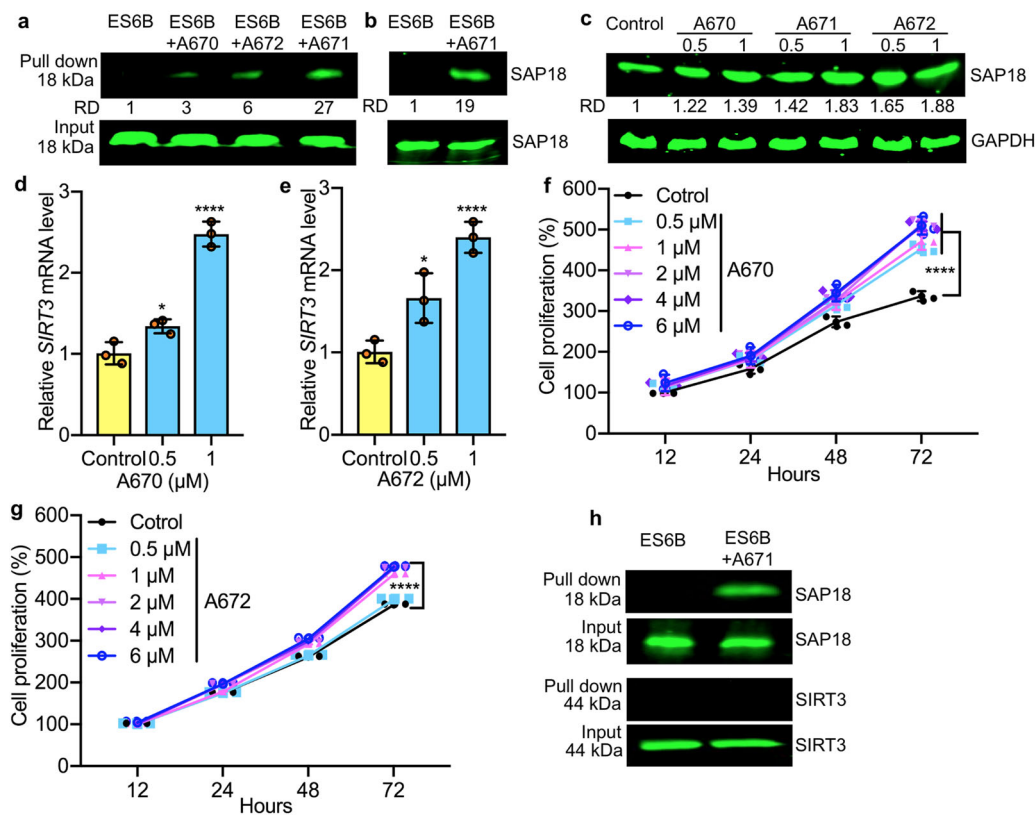 a
ES6B ES6B ES6B ES6B
+A670 +A672 +A671
Pull down
18 kDa
SAP18
RD 1 3 6 27
Input
18 kDa
b
ES6B ES6B
+A671
SAP18
RD 1 19
SAP18
c
Control A670 A671 A672
0.5 1 0.5 1 0.5 1
SAP18
RD 1 1.22 1.39 1.42 1.83 1.65 1.88
GAPDH
d
Relative SIRT3 mRNA level
3
2
1
0
*
****
Control 0.5 1
A670 (μM)
e
Relative SIRT3 mRNA level
3
2
1
0
*
****
Control 0.5 1
A672 (μM)
f
Cell proliferation (%)
600
500
400
300
200
100
0
Cotrol
0.5 μM
1 μM
2 μM
4 μM
6 μM
A670
****
12 24 48 72
Hours
g
Cell proliferation (%)
600
500
400
300
200
100
0
Cotrol
0.5 μM
1 μM
2 μM
4 μM
6 μM
A672
****
12 24 48 72
Hours
h
ES6B ES6B
+A671
Pull down
18 kDa
SAP18
Input
18 kDa
SAP18
Pull down
44 kDa
SIRT3
Input
44 kDa
SIRT3